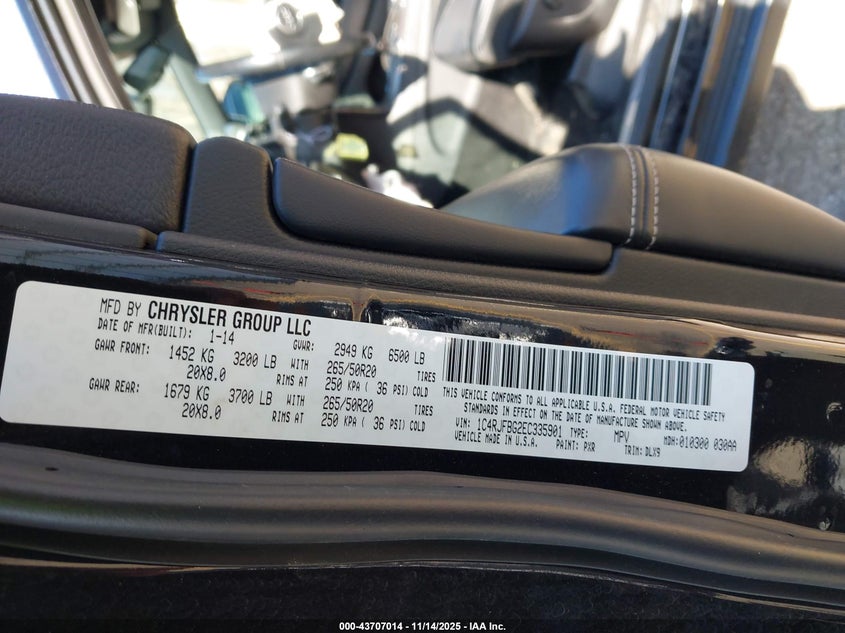 MFD BY CHRYSLER GROUP LLC
DATE OF MFR(BUILT): 1-14 GVWR: 2949 KG 6500 LB
GAWR FRONT: 1452 KG 3200 LB WITH 265/50R20 TIRES
20X8.0 RIMS AT 250 KPA ( 36 PSI) COLD
GAWR REAR: 1679 KG 3700 LB WITH 265/50R20 TIRES
20X8.0 RIMS AT 250 KPA ( 36 PSI) COLD
THIS VEHICLE CONFORMS TO ALL APPLICABLE U.S.A. FEDERAL MOTOR VEHICLE SAFETY
STANDARDS IN EFFECT ON THE DATE OF MANUFACTURE SHOWN ABOVE.
VIN: 1C4RJFBG2EC335901 TYPE: MPV MDH:010300 030AA
VEHICLE MADE IN U.S.A. PAINT: PXR TRIM: DLX9
000-43707014 - 11/14/2025 - IAA Inc.